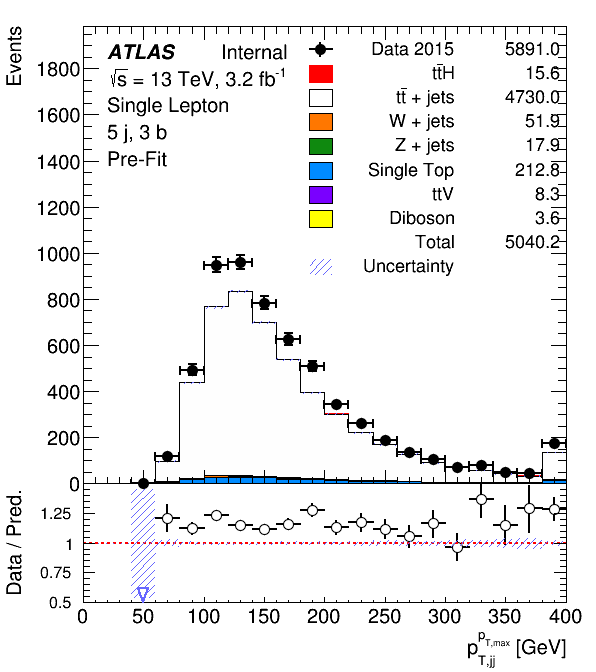 Events
ATLAS Internal
√s = 13 TeV, 3.2 fb⁻¹
Single Lepton
5 j, 3 b
Pre-Fit
Data 2015 5891.0
tt̄H 15.6
tt̄ + jets 4730.0
W + jets 51.9
Z + jets 17.9
Single Top 212.8
ttV 8.3
Diboson 3.6
Total 5040.2
Uncertainty
1800
1600
1400
1200
1000
800
600
400
200
0
Data / Pred.
1.25
1
0.75
0.5
0 50 100 150 200 250 300 350 400
p_{T,jj}^{p_{T,max}} [GeV]